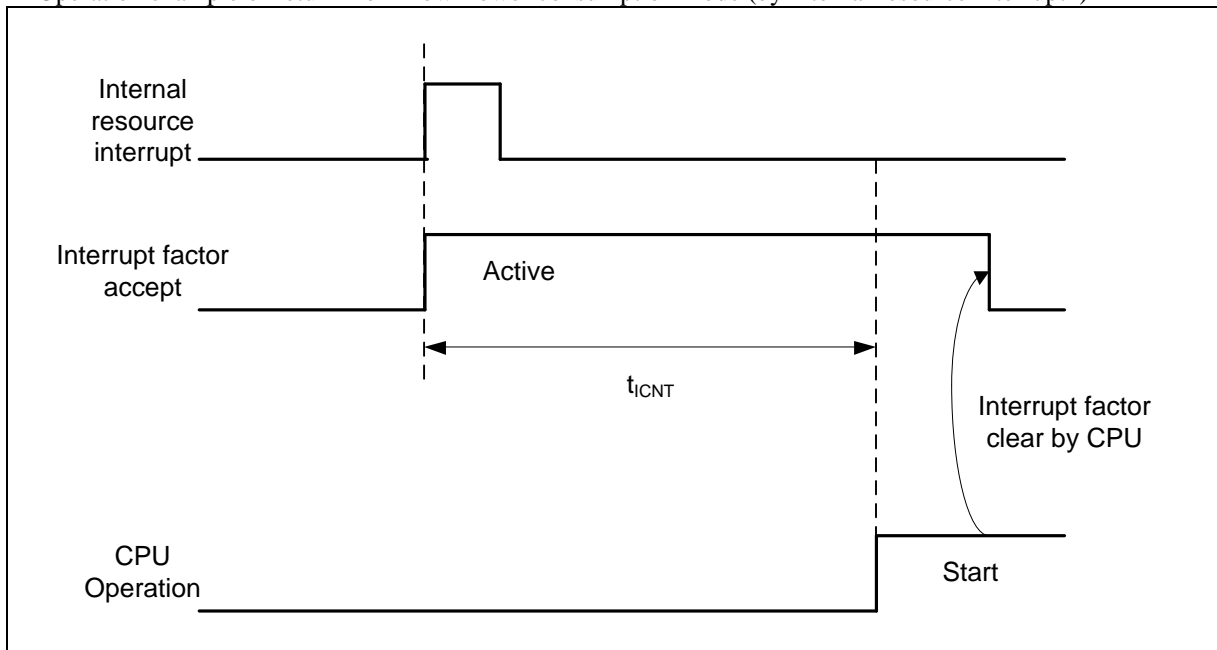 Internal
resource
interrupt
Interrupt factor
accept
Active
tICNT
Interrupt factor
clear by CPU
CPU
Operation
Start